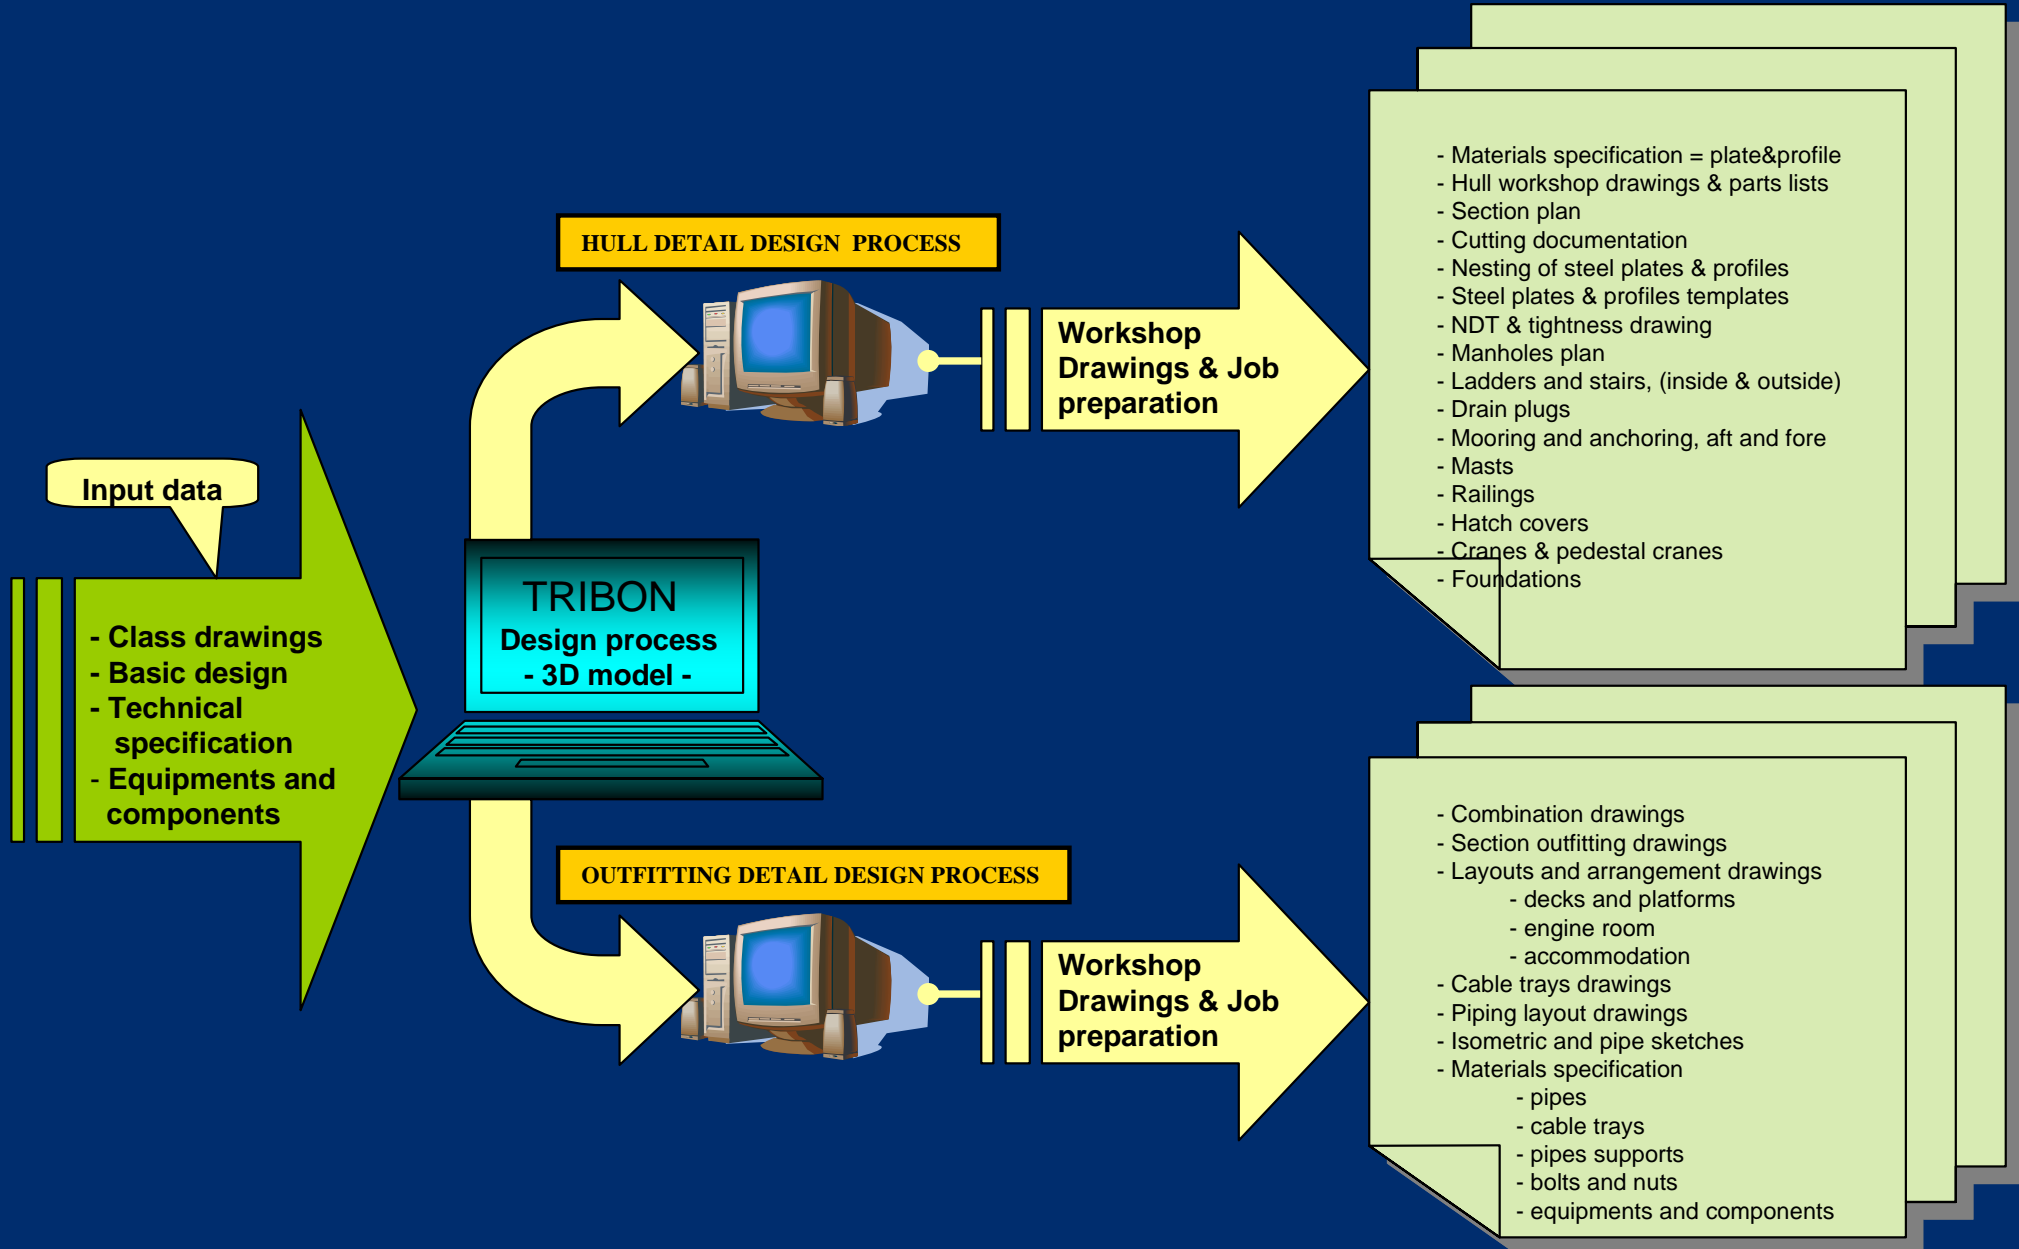 Input data
- Class drawings
- Basic design
- Technical
specification
- Equipments and
components
TRIBON
Design process
- 3D model -
HULL DETAIL DESIGN  PROCESS
Workshop
Drawings & Job
preparation
- Materials specification = plate&profile
- Hull workshop drawings & parts lists
- Section plan
- Cutting documentation
- Nesting of steel plates & profiles
- Steel plates & profiles templates
- NDT & tightness drawing
- Manholes plan
- Ladders and stairs, (inside & outside)
- Drain plugs
- Mooring and anchoring, aft and fore
- Masts
- Railings
- Hatch covers
- Cranes & pedestal cranes
- Foundations
OUTFITTING DETAIL DESIGN PROCESS
Workshop
Drawings & Job
preparation
- Combination drawings
- Section outfitting drawings
- Layouts and arrangement drawings
- decks and platforms
- engine room
- accommodation
- Cable trays drawings
- Piping layout drawings
- Isometric and pipe sketches
- Materials specification
- pipes
- cable trays
- pipes supports
- bolts and nuts
- equipments and components